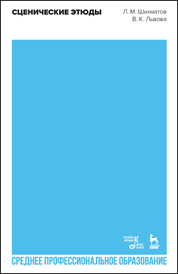 СЦЕНИЧЕСКИЕ ЭТЮДЫ
Л. М. Шихматов
В. К. Львова
СРЕДНЕЕ ПРОФЕССИОНАЛЬНОЕ ОБРАЗОВАНИЕ